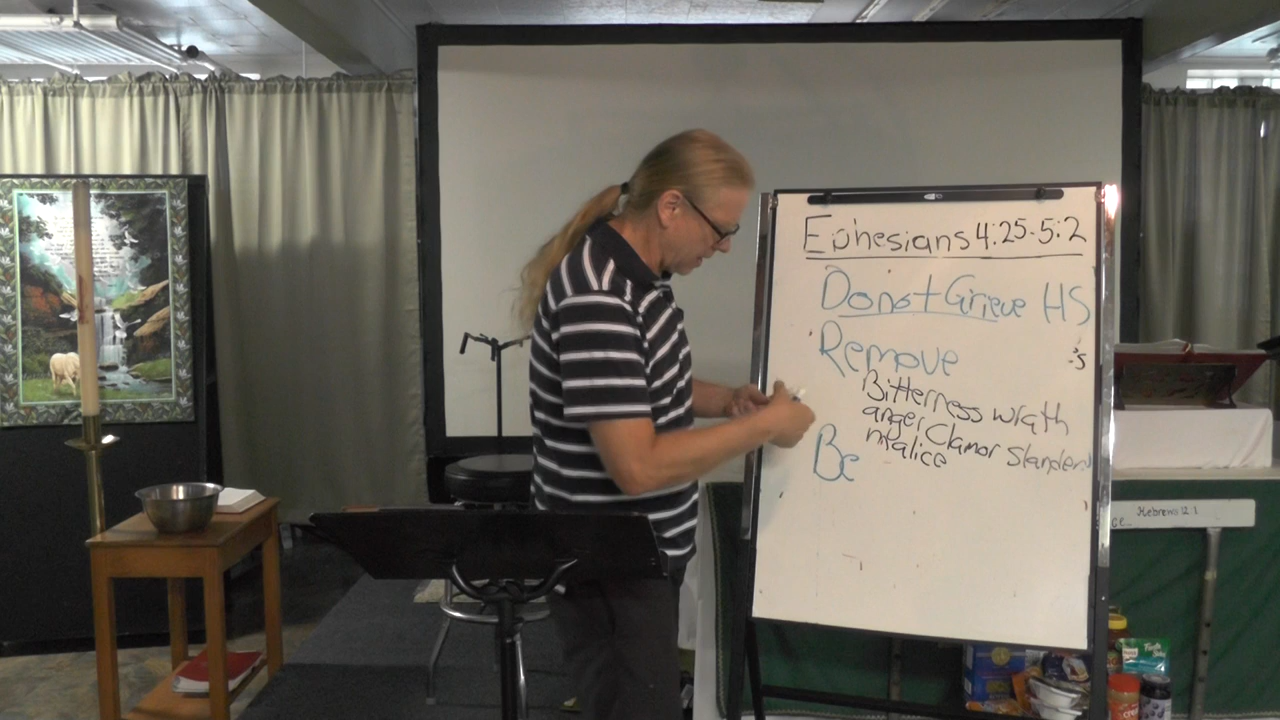 Ephesians 4:25-5:2
Do not Grieve HS
Remove
Bitterness wrath
anger Clamor Slander
malice
Be
Hebrews 12:1